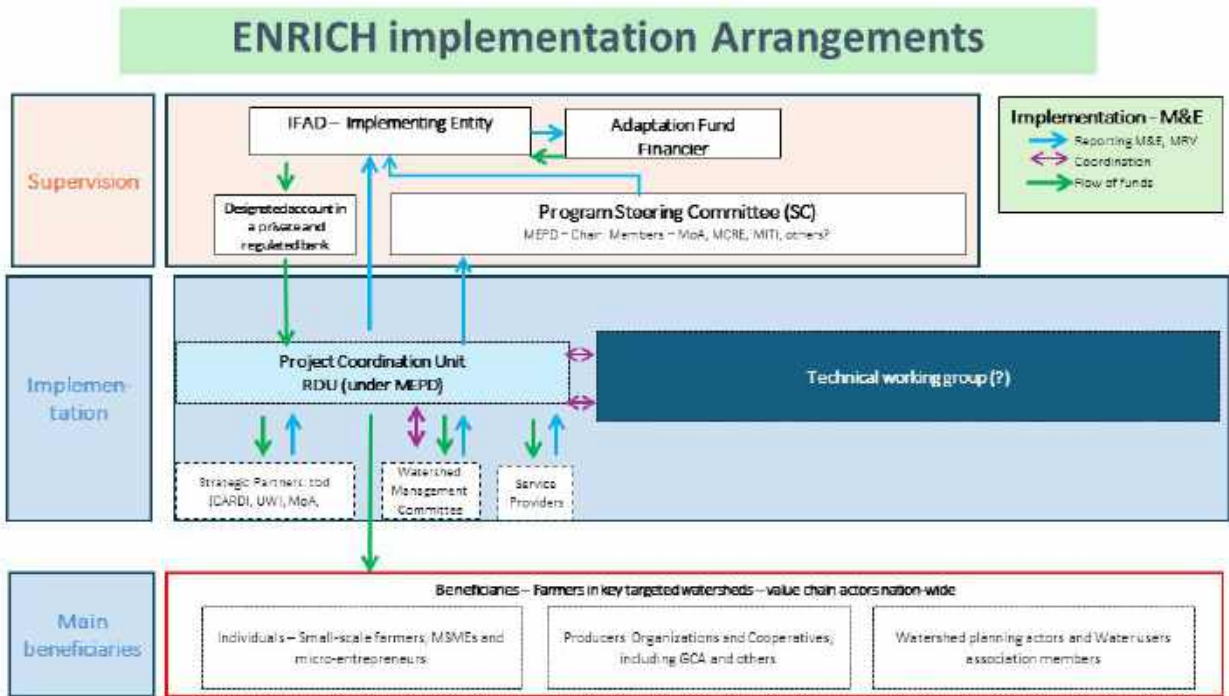 ENRICH implementation Arrangements
Supervision
IFAD – Implementing Entity
Adaptation Fund
Financier
Designated account in
a private and
regulated bank
Program Steering Committee (SC)
MEPD – Chair. Members – MoA, MCRE, MITI, others?
Implementation - M&E
Reporting M&E, MRV
Coordination
Flow of funds
Implemen-
tation
Project Coordination Unit
RDU (under MEPD)
Technical working group (?)
Strategic Partners: tbd
(CARDI, UWI, MoA,
Watershed
Management
Committee
Service
Providers
Main
beneficiaries
Beneficiaries – Farmers in key targeted watersheds – value chain actors nation-wide
Individuals – Small-scale farmers, MSMEs and
micro-entrepreneurs
Producers Organizations and Cooperatives,
including GCA and others
Watershed planning actors and Water users
association members